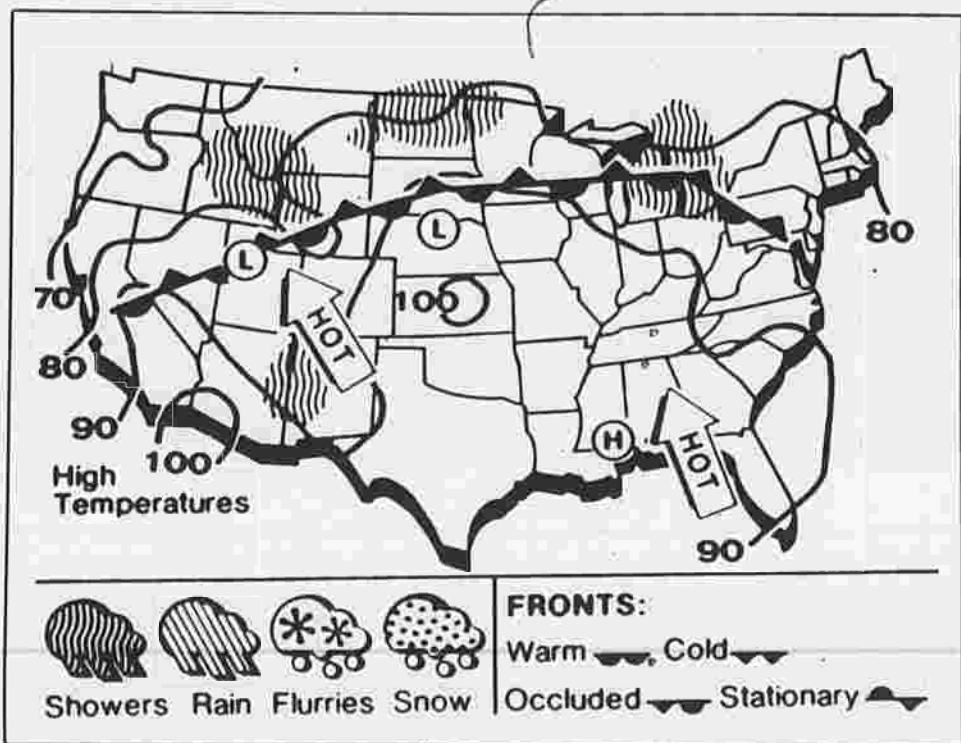 80
70
L
L
100
HOT
80
90
100
H
HOT
High
Temperatures
90
FRONTS:
Warm Cold
Showers Rain Flurries Snow
Occluded Stationary